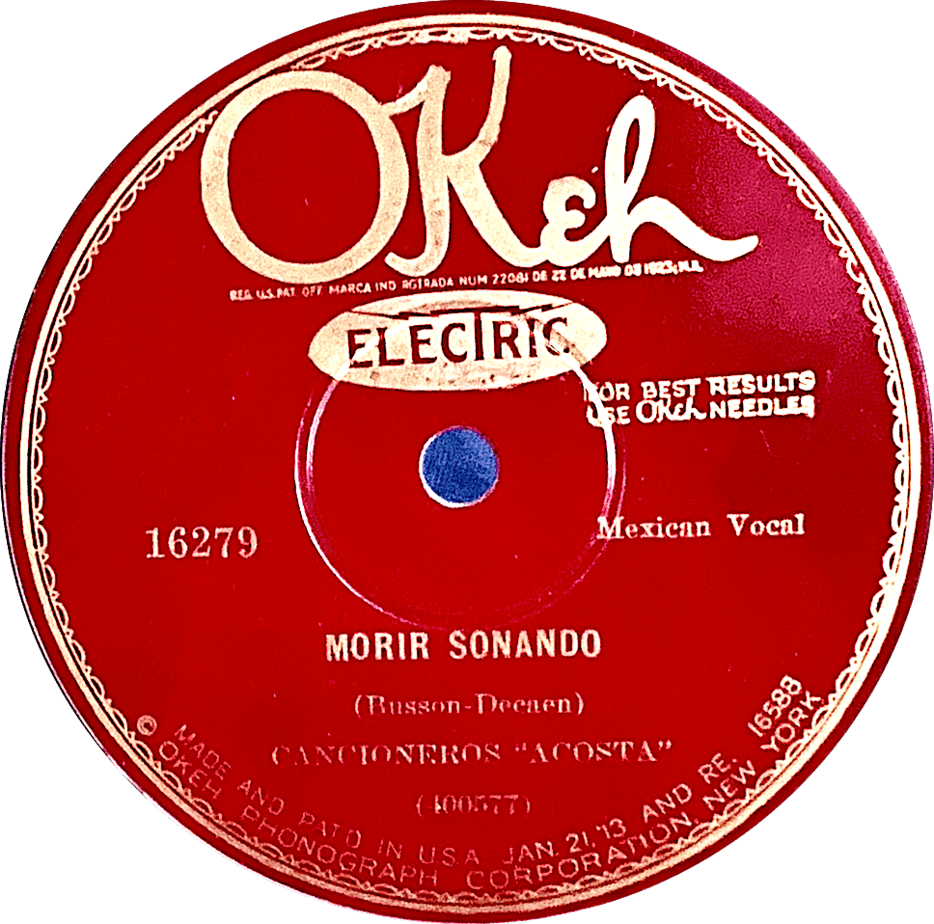 OKeh
REG. U.S. PAT. OFF. MARCA IND RGTRADA NUM 22081 DE 22 DE MAYO DE 1923; M.R.
ELECTRIC
FOR BEST RESULTS
USE OKeh NEEDLES
16279
Mexican Vocal
MORIR SONANDO
(Busson-Decaen)
CANCIONEROS "ACOSTA"
(400577)
MADE AND PAT'D IN U.S.A JAN. 21, '13 AND RE. 16588
© OKEH PHONOGRAPH CORPORATION, NEW YORK